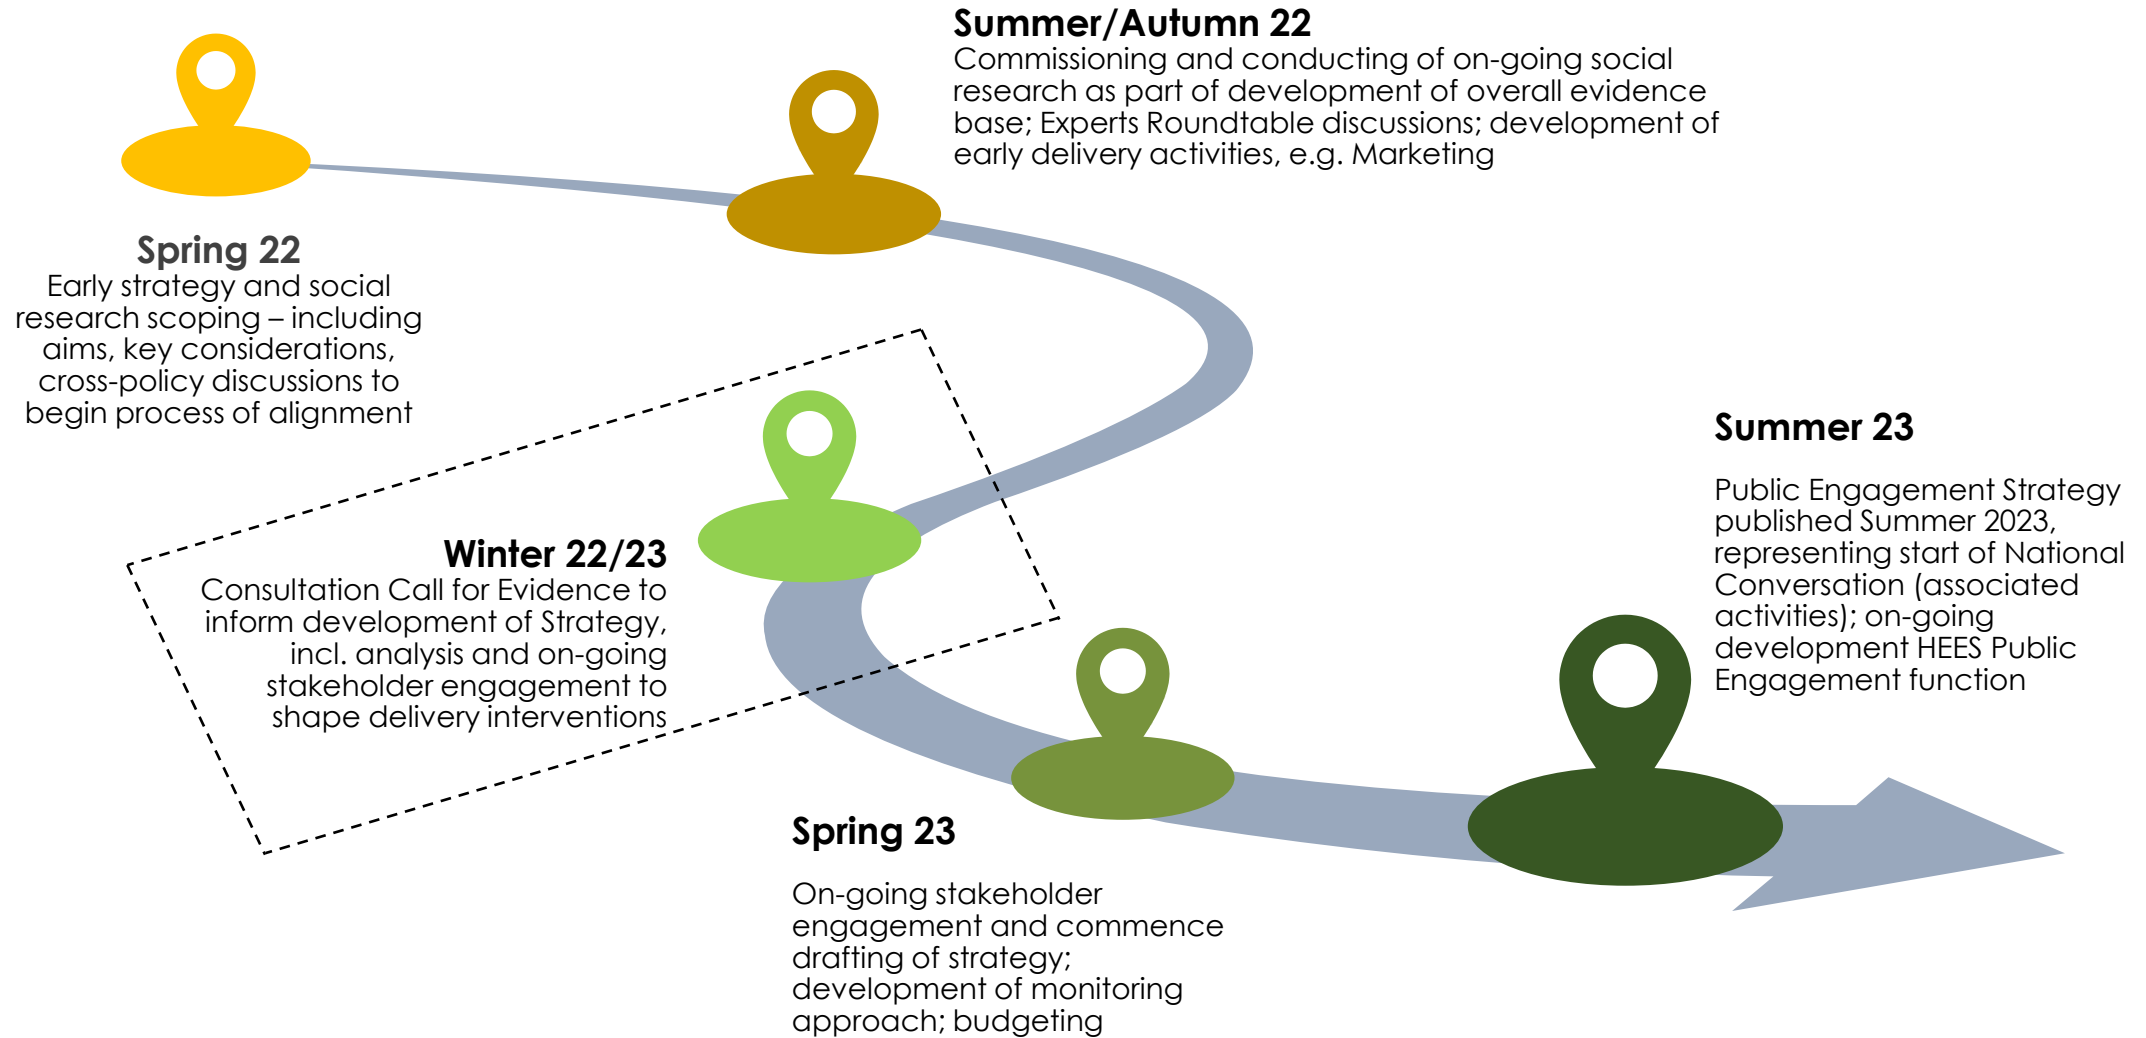 Spring 22
Early strategy and social
research scoping – including
aims, key considerations,
cross-policy discussions to
begin process of alignment
Summer/Autumn 22
Commissioning and conducting of on-going social
research as part of development of overall evidence
base; Experts Roundtable discussions; development of
early delivery activities, e.g. Marketing
Winter 22/23
Consultation Call for Evidence to
inform development of Strategy,
incl. analysis and on-going
stakeholder engagement to
shape delivery interventions
Spring 23
On-going stakeholder
engagement and commence
drafting of strategy;
development of monitoring
approach; budgeting
Summer 23
Public Engagement Strategy
published Summer 2023,
representing start of National
Conversation (associated
activities); on-going
development HEES Public
Engagement function